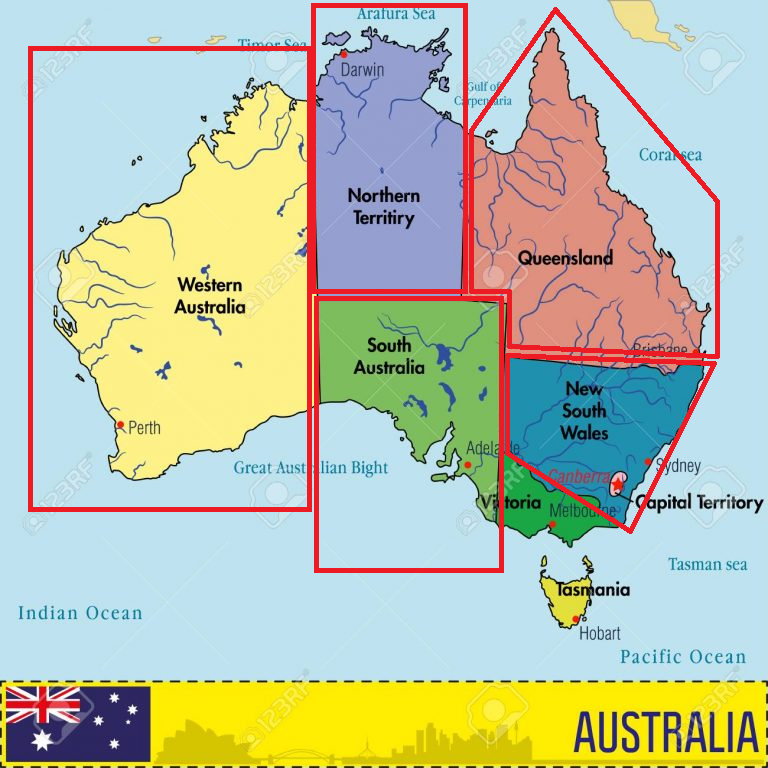 Arafura Sea
Timor Sea
Darwin
Gulf of
Carpentaria
Coral sea
Northern
Territiry
Queensland
Western
Australia
South
Australia
Brisbane
New
South
Wales
Perth
Adelaide
Great Australian Bight
Sydney
Canberra
Capital Territory
Victoria
Melbourne
Tasman sea
Tasmania
Indian Ocean
Hobart
Pacific Ocean
AUSTRALIA
123RF